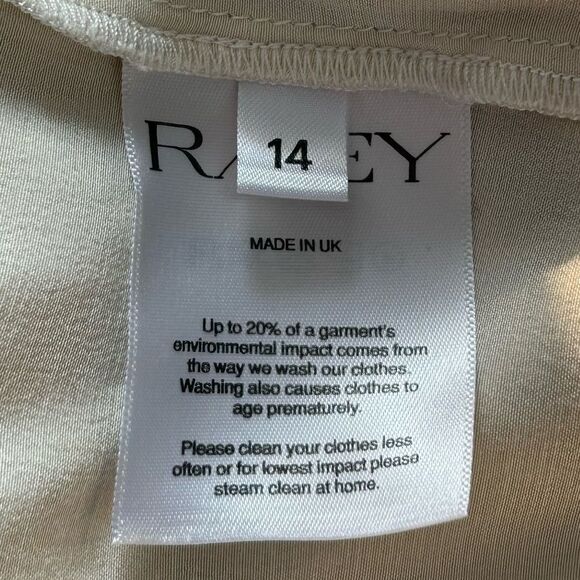 14
MADE IN UK
Up to 20% of a garment's
environmental impact comes from
the way we wash our clothes.
Washing also causes clothes to
age prematurely.
Please clean your clothes less
often or for lowest impact please
steam clean at home.